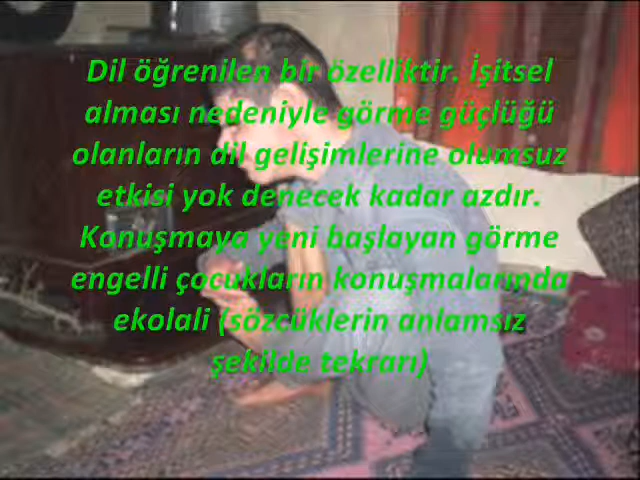 Dil öğrenilen bir özelliktir. İşitsel
alması nedeniyle görme güçlüğü
olanların dil gelişimlerine olumsuz
etkisi yok denecek kadar azdır.
Konuşmaya yeni başlayan görme
engelli çocukların konuşmalarında
ekolali (sözcüklerin anlamsız
şekilde tekrarı)